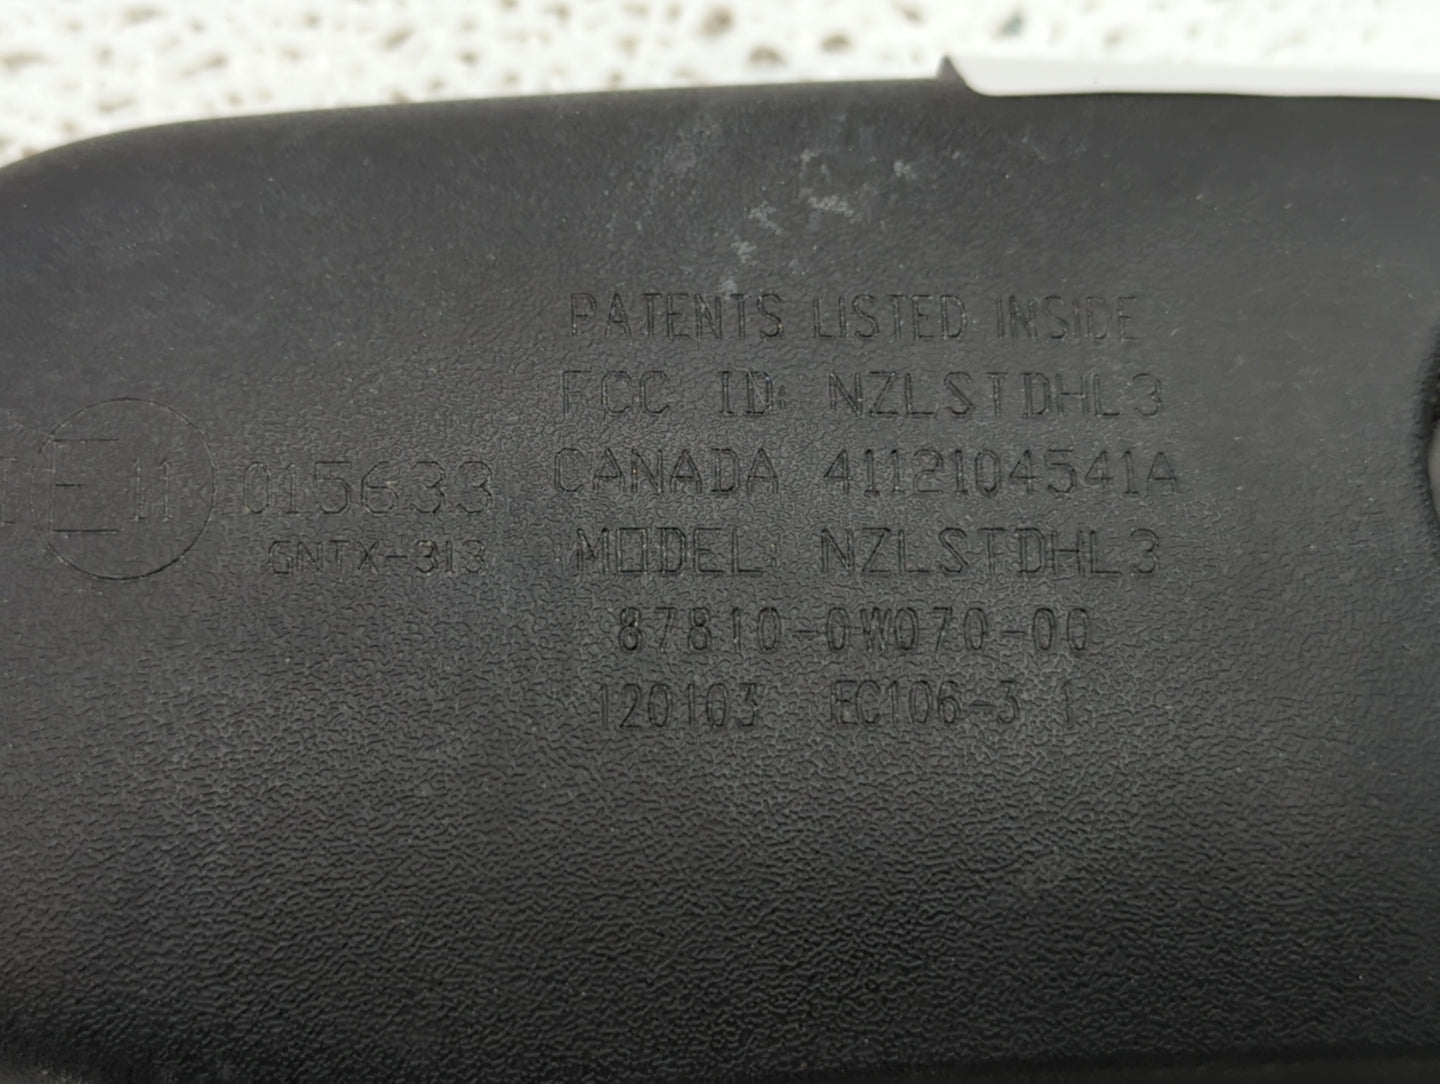 PATENTS LISTED INSIDE
FCC ID: NZLSTDHL3
CANADA 4112104541A
MODEL: NZLSTDHL3
87810-0W070-00
120103 EC106-3 1
E11 015633
GNTX-313